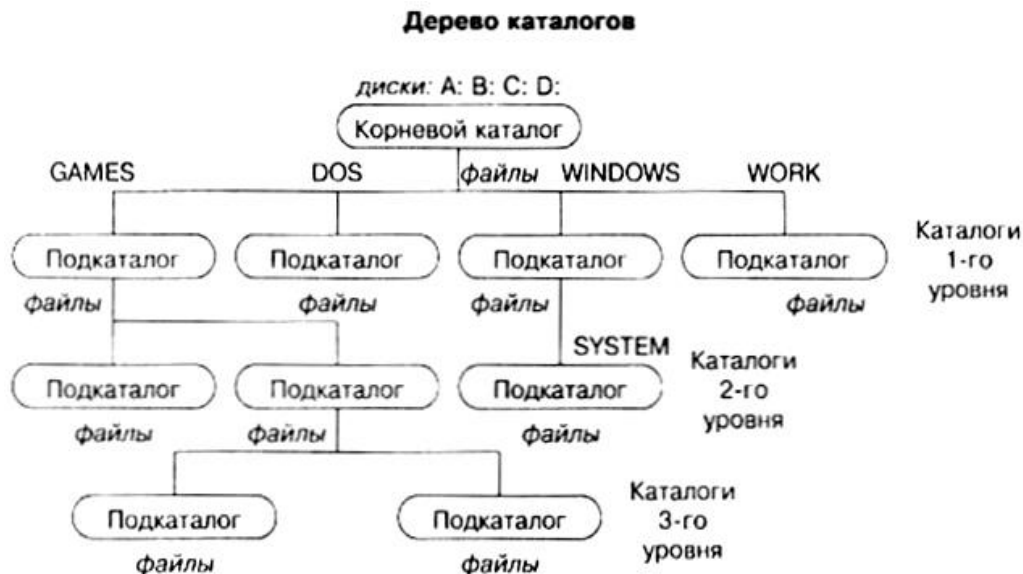 Дерево каталогов
диски: A: B: C: D:
Корневой каталог
GAMES DOS файлы WINDOWS WORK
Подкаталог Подкаталог Подкаталог Подкаталог
Каталоги
1-го
уровня
файлы файлы файлы файлы
SYSTEM
Подкаталог Подкаталог Подкаталог
Каталоги
2-го
уровня
файлы файлы файлы
Подкаталог Подкаталог
Каталоги
3-го
уровня
файлы файлы